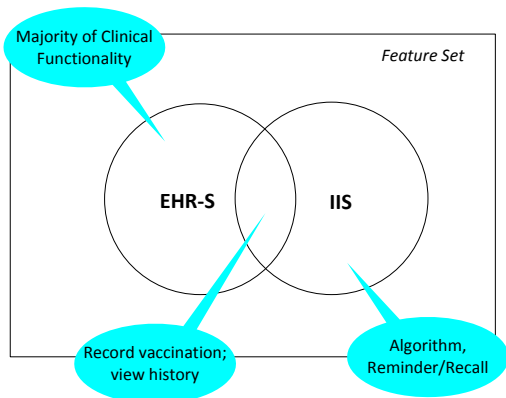 Majority of Clinical
Functionality
Feature Set
EHR-S
IIS
Record vaccination;
view history
Algorithm,
Reminder/Recall